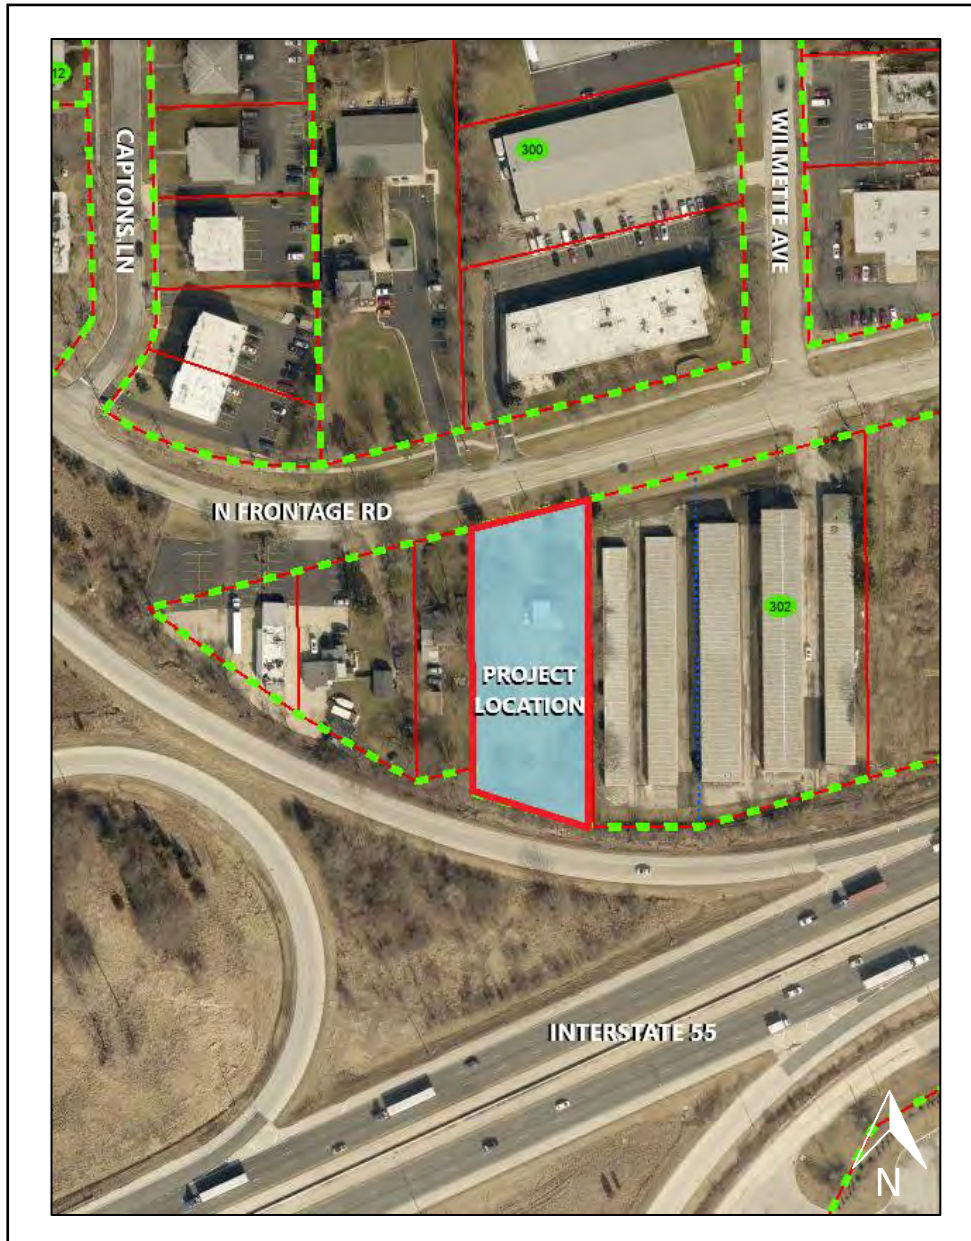 12
CAPTONS LN
300
WILMETTE AVE
N FRONTAGE RD
302
PROJECT
LOCATION
INTERSTATE 55
N